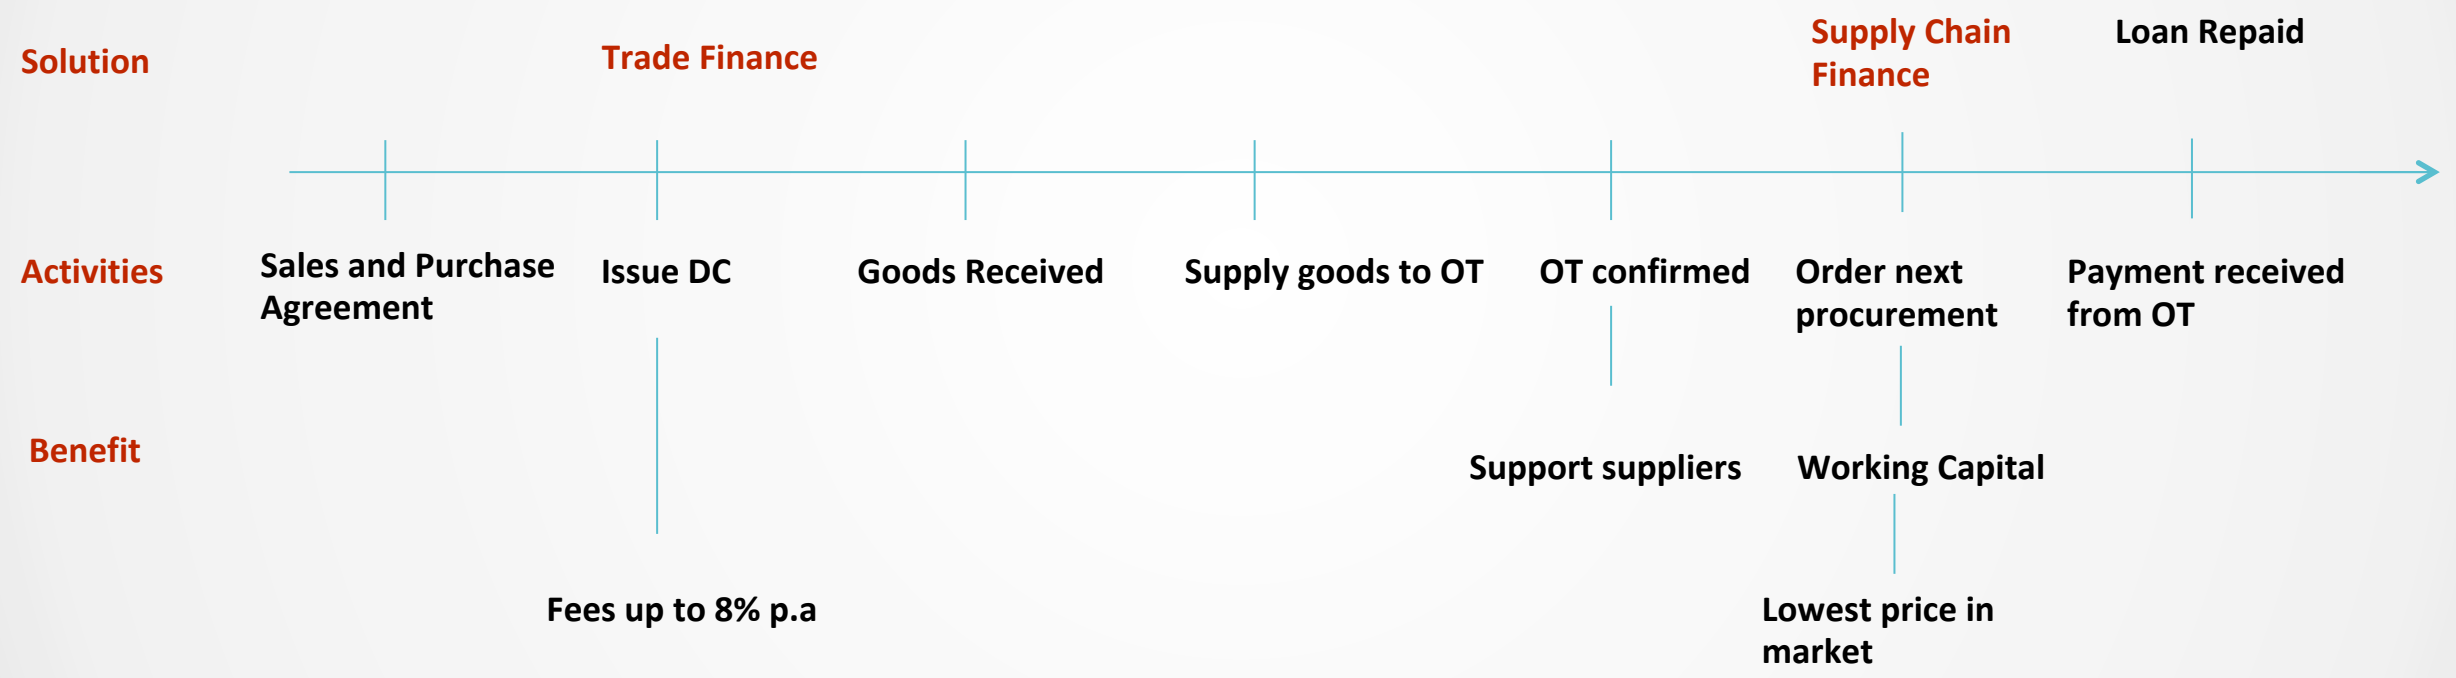 Solution
Trade Finance
Supply Chain
Finance
Loan Repaid
Activities
Sales and Purchase
Agreement
Issue DC
Goods Received
Supply goods to OT
OT confirmed
Order next
procurement
Payment received
from OT
Benefit
Support suppliers
Working Capital
Fees up to 8% p.a
Lowest price in
market